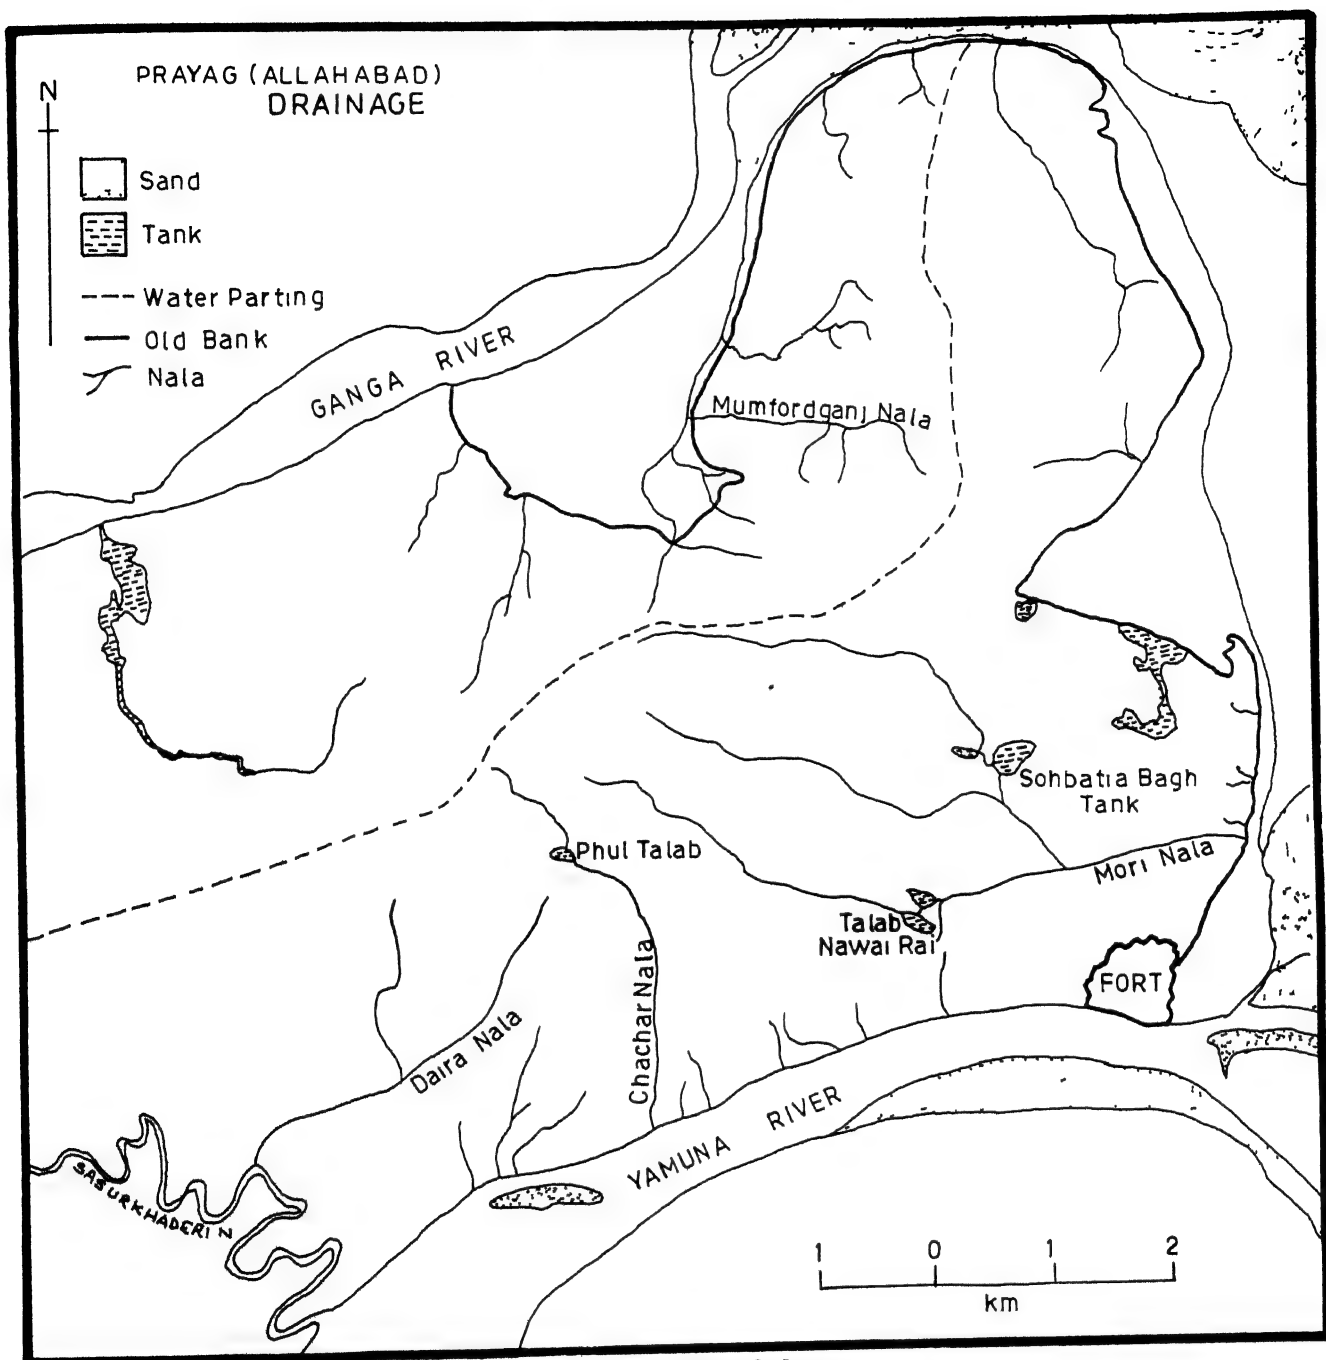 PRAYAG (ALLAHABAD)
DRAINAGE
N
Sand
Tank
Water Parting
Old Bank
Nala
GANGA RIVER
Mumfordganj Nala
Sohbatia Bagh
Tank
Phul Talab
Mori Nala
Talab
Nawai Rai
FORT
Chachar Nala
Daira Nala
YAMUNA RIVER
SASURKHADERI N
1 0 1 2
km